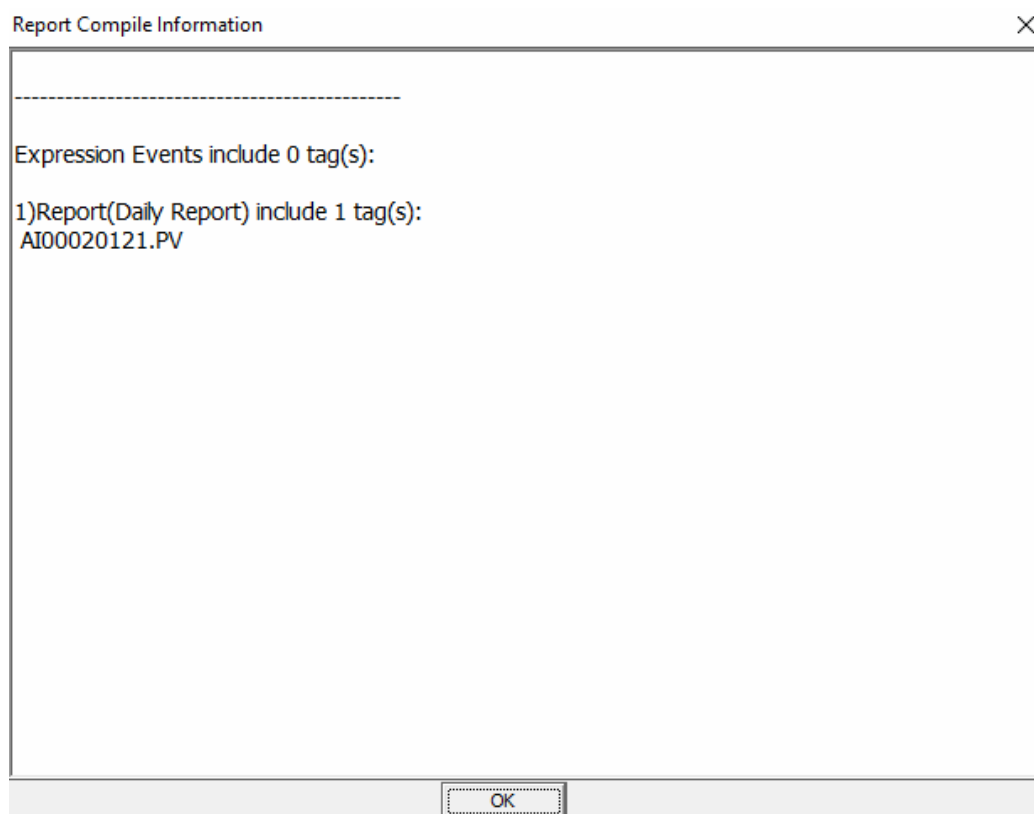 Report Compile Information
----------------------------------------------
Expression Events include 0 tag(s):
1)Report(Daily Report) include 1 tag(s):
AI00020121.PV
OK